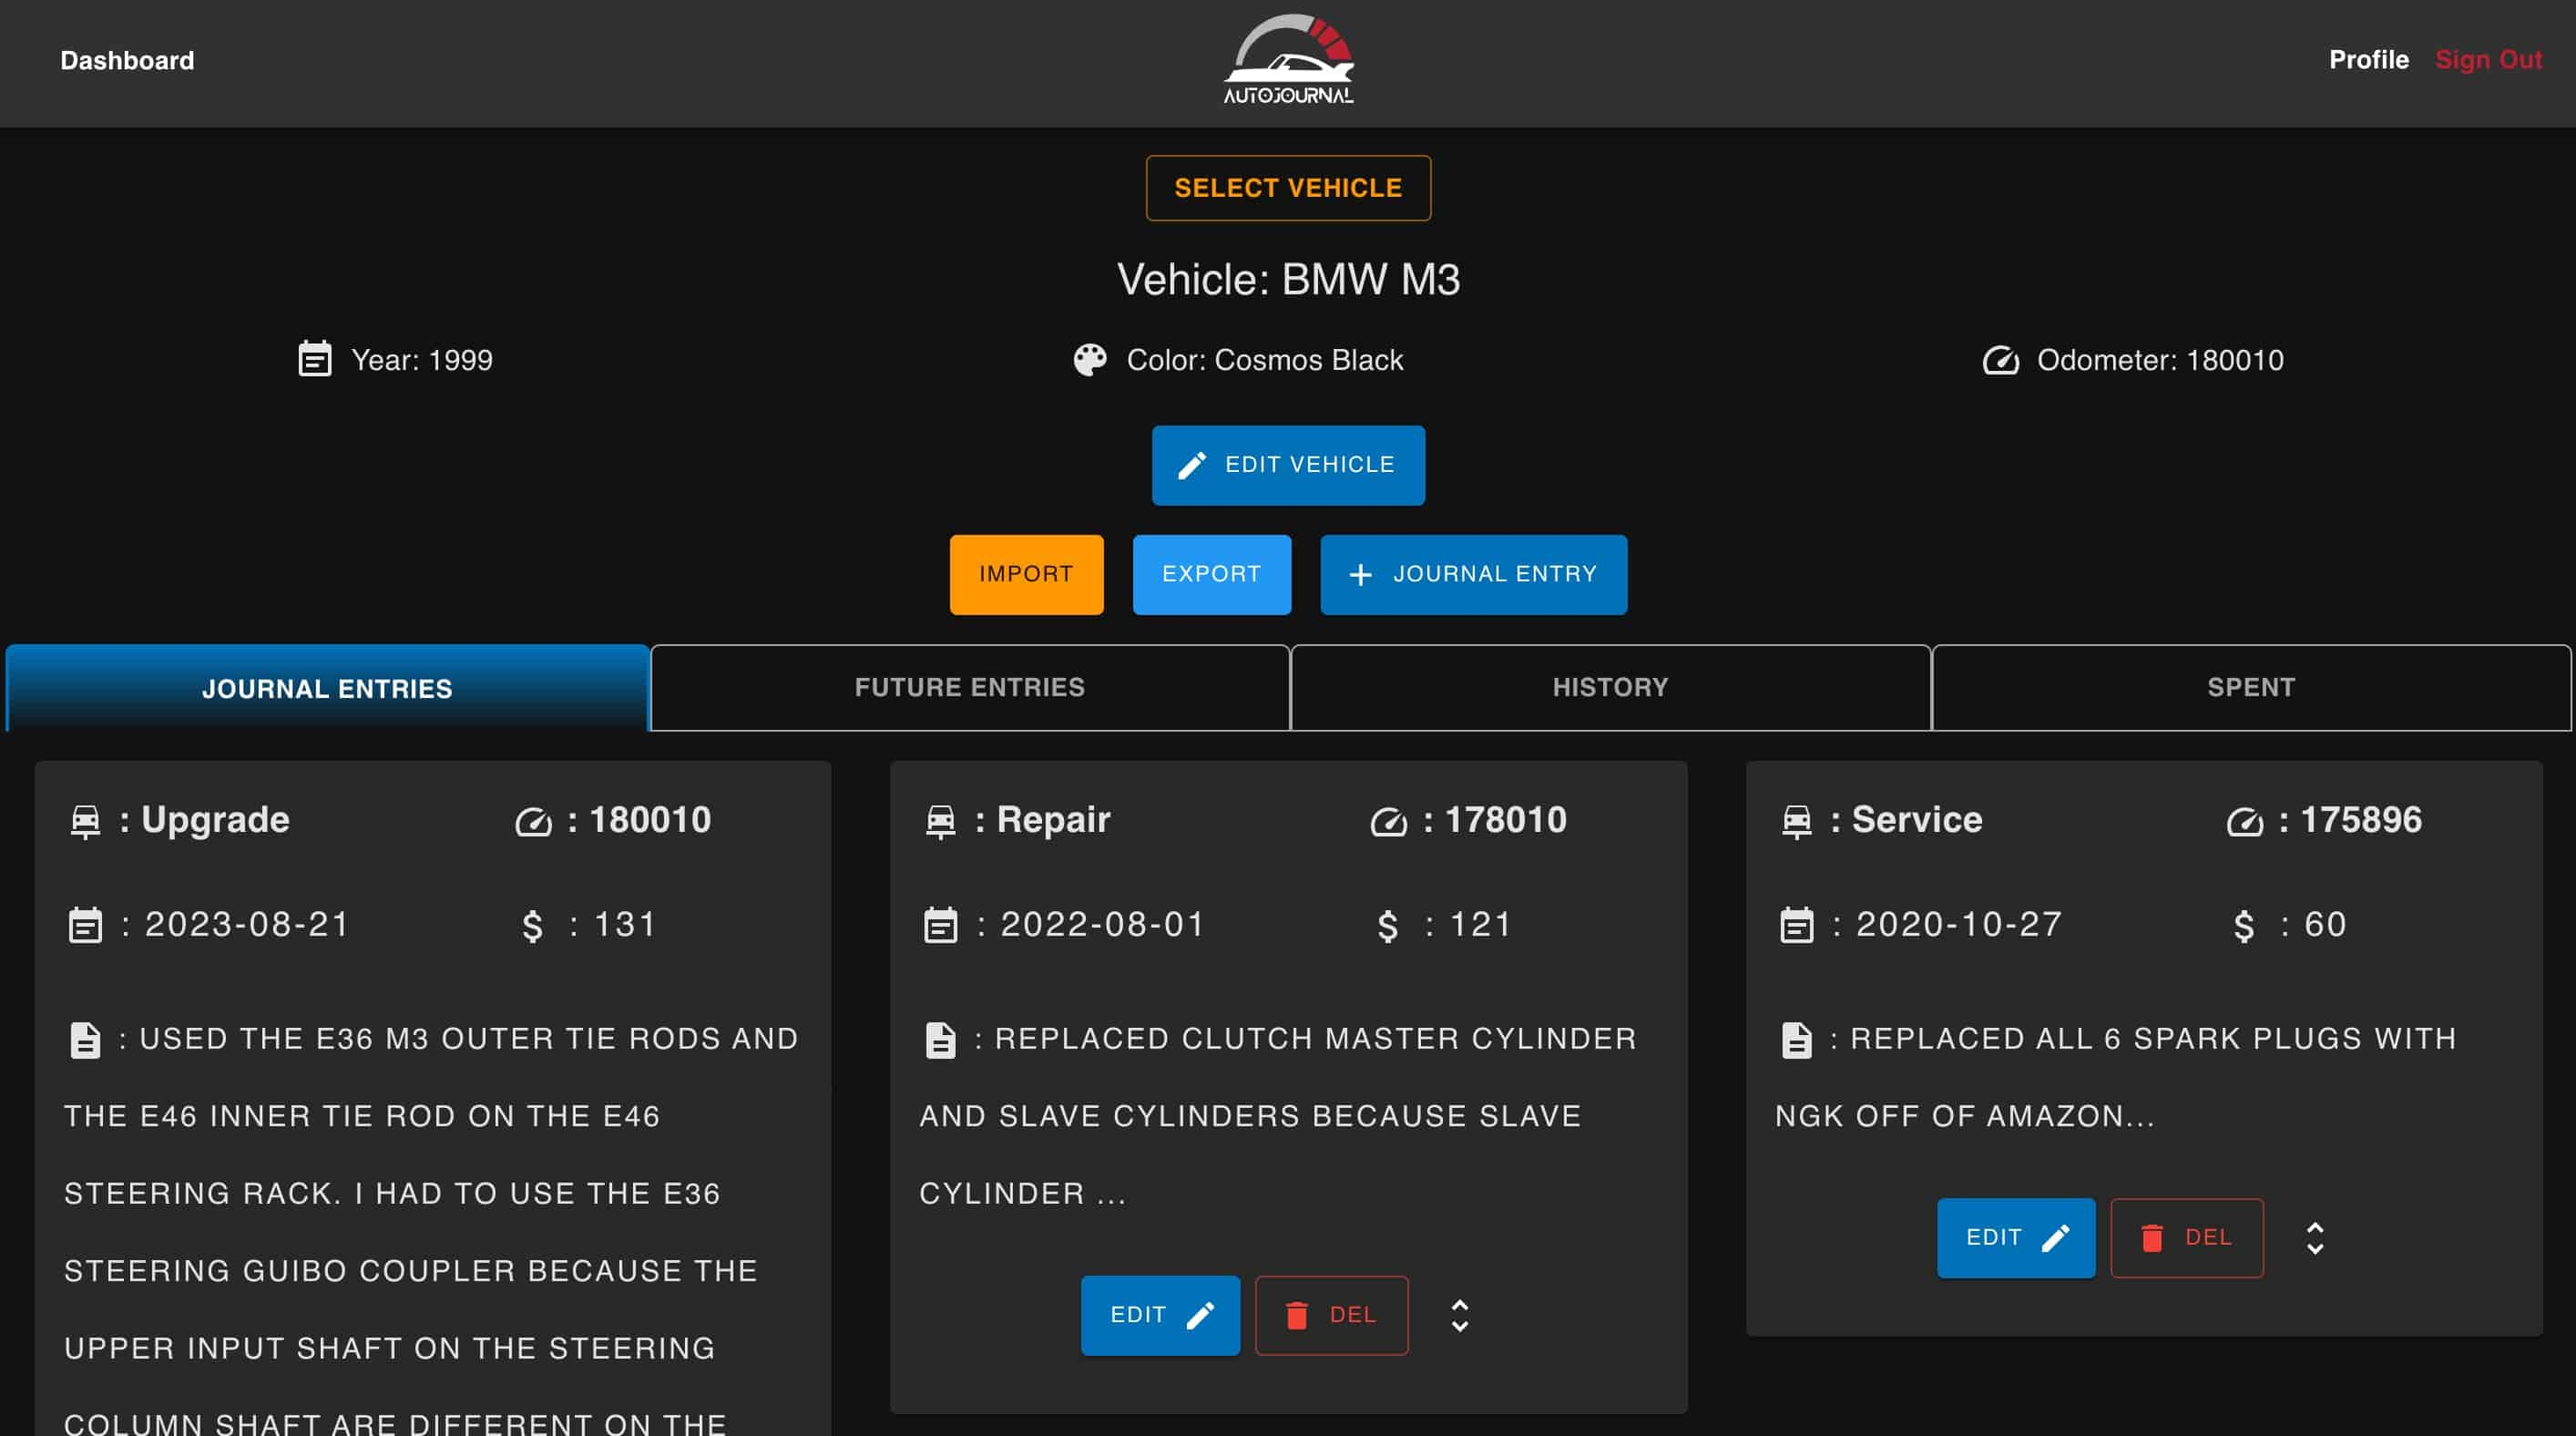 Dashboard
AUTOJOURNAL
Profile Sign Out
SELECT VEHICLE
Vehicle: BMW M3
Year: 1999
Color: Cosmos Black
Odometer: 180010
EDIT VEHICLE
IMPORT
EXPORT
+ JOURNAL ENTRY
JOURNAL ENTRIES
FUTURE ENTRIES
HISTORY
SPENT
: Upgrade
: 180010
: 2023-08-21
$ : 131
: USED THE E36 M3 OUTER TIE RODS AND
THE E46 INNER TIE ROD ON THE E46
STEERING RACK. I HAD TO USE THE E36
STEERING GUIBO COUPLER BECAUSE THE
UPPER INPUT SHAFT ON THE STEERING
COLUMN SHAFT ARE DIFFERENT ON THE
: Repair
: 178010
: 2022-08-01
$ : 121
: REPLACED CLUTCH MASTER CYLINDER
AND SLAVE CYLINDERS BECAUSE SLAVE
CYLINDER ...
EDIT
DEL
: Service
: 175896
: 2020-10-27
$ : 60
: REPLACED ALL 6 SPARK PLUGS WITH
NGK OFF OF AMAZON...
EDIT
DEL